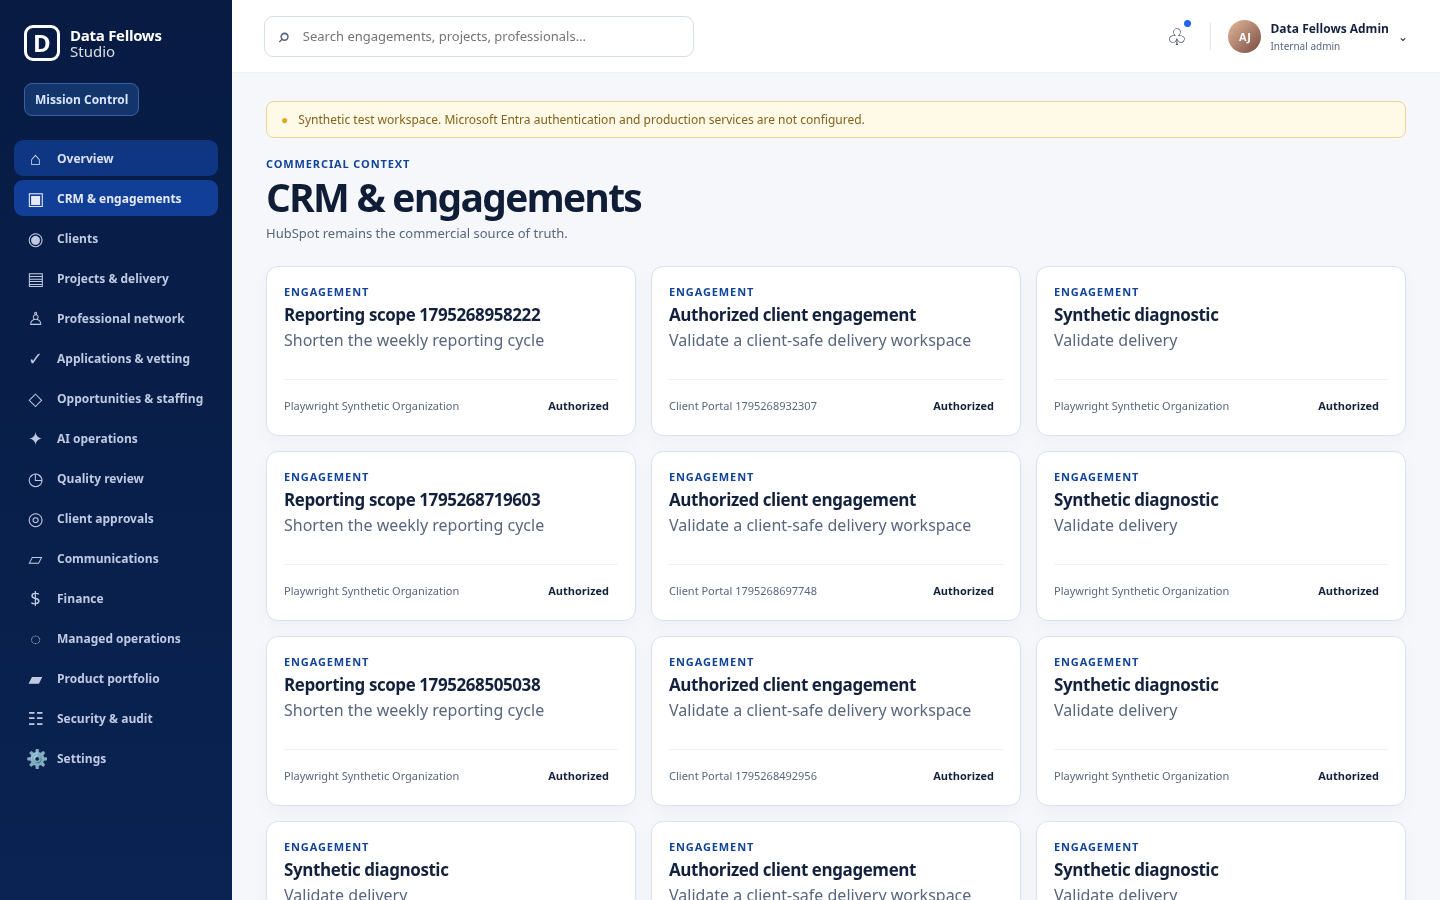 D
Data Fellows
Studio
Mission Control
Overview
CRM & engagements
Clients
Projects & delivery
Professional network
Applications & vetting
Opportunities & staffing
AI operations
Quality review
Client approvals
Communications
$ Finance
Managed operations
Product portfolio
Security & audit
Settings
Search engagements, projects, professionals...
AJ
Data Fellows Admin
Internal admin
Synthetic test workspace. Microsoft Entra authentication and production services are not configured.
COMMERCIAL CONTEXT
CRM & engagements
HubSpot remains the commercial source of truth.
ENGAGEMENT
Reporting scope 1795268958222
Shorten the weekly reporting cycle
Playwright Synthetic Organization
Authorized
ENGAGEMENT
Authorized client engagement
Validate a client-safe delivery workspace
Client Portal 1795268932307
Authorized
ENGAGEMENT
Synthetic diagnostic
Validate delivery
Playwright Synthetic Organization
Authorized
ENGAGEMENT
Reporting scope 1795268719603
Shorten the weekly reporting cycle
Playwright Synthetic Organization
Authorized
ENGAGEMENT
Authorized client engagement
Validate a client-safe delivery workspace
Client Portal 1795268697748
Authorized
ENGAGEMENT
Synthetic diagnostic
Validate delivery
Playwright Synthetic Organization
Authorized
ENGAGEMENT
Reporting scope 1795268505038
Shorten the weekly reporting cycle
Playwright Synthetic Organization
Authorized
ENGAGEMENT
Authorized client engagement
Validate a client-safe delivery workspace
Client Portal 1795268492956
Authorized
ENGAGEMENT
Synthetic diagnostic
Validate delivery
Playwright Synthetic Organization
Authorized
ENGAGEMENT
Synthetic diagnostic
Validate delivery
ENGAGEMENT
Authorized client engagement
Validate a client-safe delivery workspace
ENGAGEMENT
Synthetic diagnostic
Validate delivery